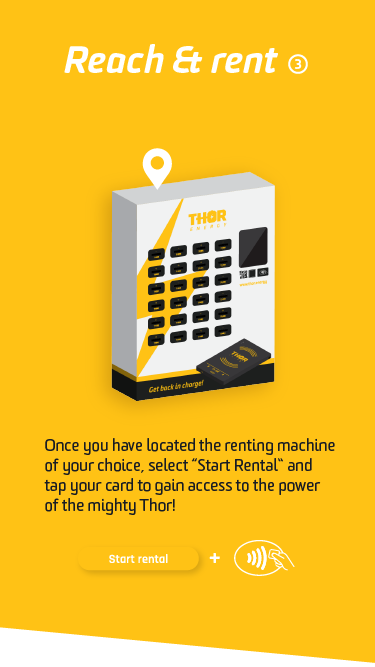 Reach & rent 3
THOR
ENERGY
Get back in charge!
THOR
Once you have located the renting machine
of your choice, select “Start Rental“ and
tap your card to gain access to the power
of the mighty Thor!
Start rental +